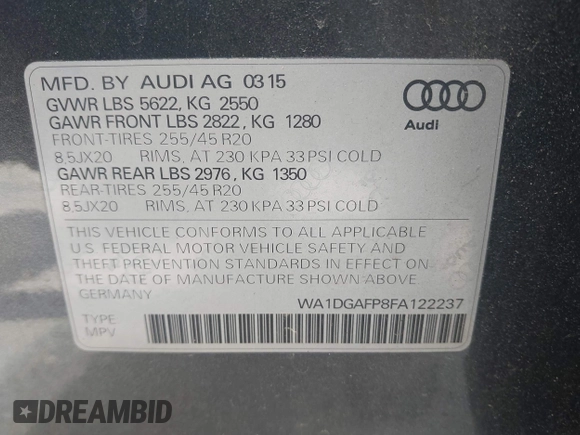 MFD. BY AUDI AG 0315
GVWR LBS 5622, KG 2550
GAWR FRONT LBS 2822, KG 1280
FRONT-TIRES 255/45 R20
8.5JX20 RIMS, AT 230 KPA 33 PSI COLD
GAWR REAR LBS 2976, KG 1350
REAR-TIRES 255/45 R20
8.5JX20 RIMS, AT 230 KPA 33 PSI COLD
Audi
THIS VEHICLE CONFORMS TO ALL APPLICABLE
U.S. FEDERAL MOTOR VEHICLE SAFETY AND
THEFT PREVENTION STANDARDS IN EFFECT ON
THE DATE OF MANUFACTURE SHOWN ABOVE.
GERMANY
WA1DGAFP8FA122237
TYPE
MPV
DREAMBID